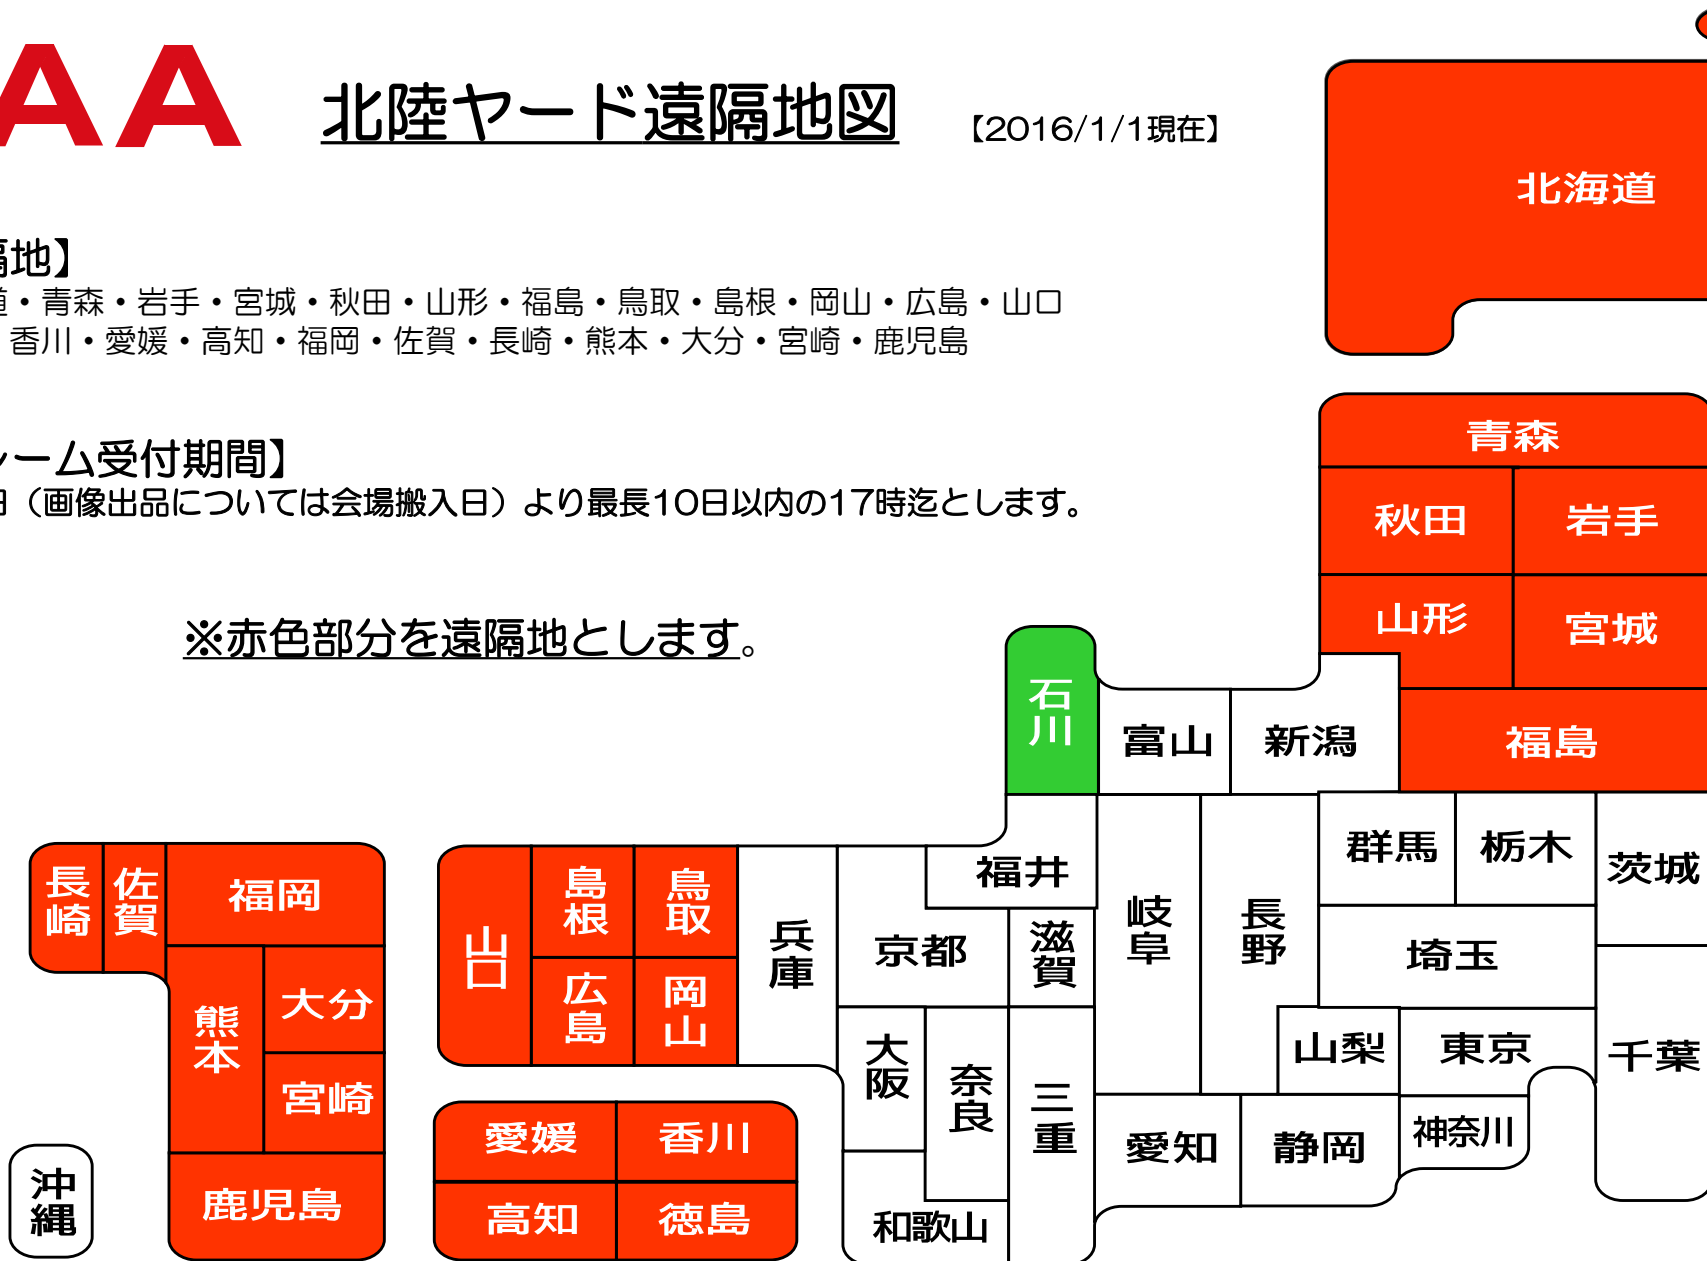 AA
北陸ヤード遠隔地図
【2016/1/1現在】
北海道
隔地】
道・青森・岩手・宮城・秋田・山形・福島・鳥取・島根・岡山・広島・山口
香川・愛媛・高知・福岡・佐賀・長崎・熊本・大分・宮崎・鹿児島
レーム受付期間】
日（画像出品については会場搬入日）より最長10日以内の17時迄とします。
※赤色部分を遠隔地とします。
青森
秋田
岩手
山形
宮城
石川
富山
新潟
福島
群馬
栃木
茨城
福井
長崎
佐賀
福岡
島根
鳥取
山口
兵庫
京都
滋賀
岐阜
長野
埼玉
広島
岡山
熊本
大分
大阪
奈良
三重
山梨
東京
千葉
宮崎
愛媛
香川
愛知
静岡
神奈川
沖縄
鹿児島
高知
徳島
和歌山